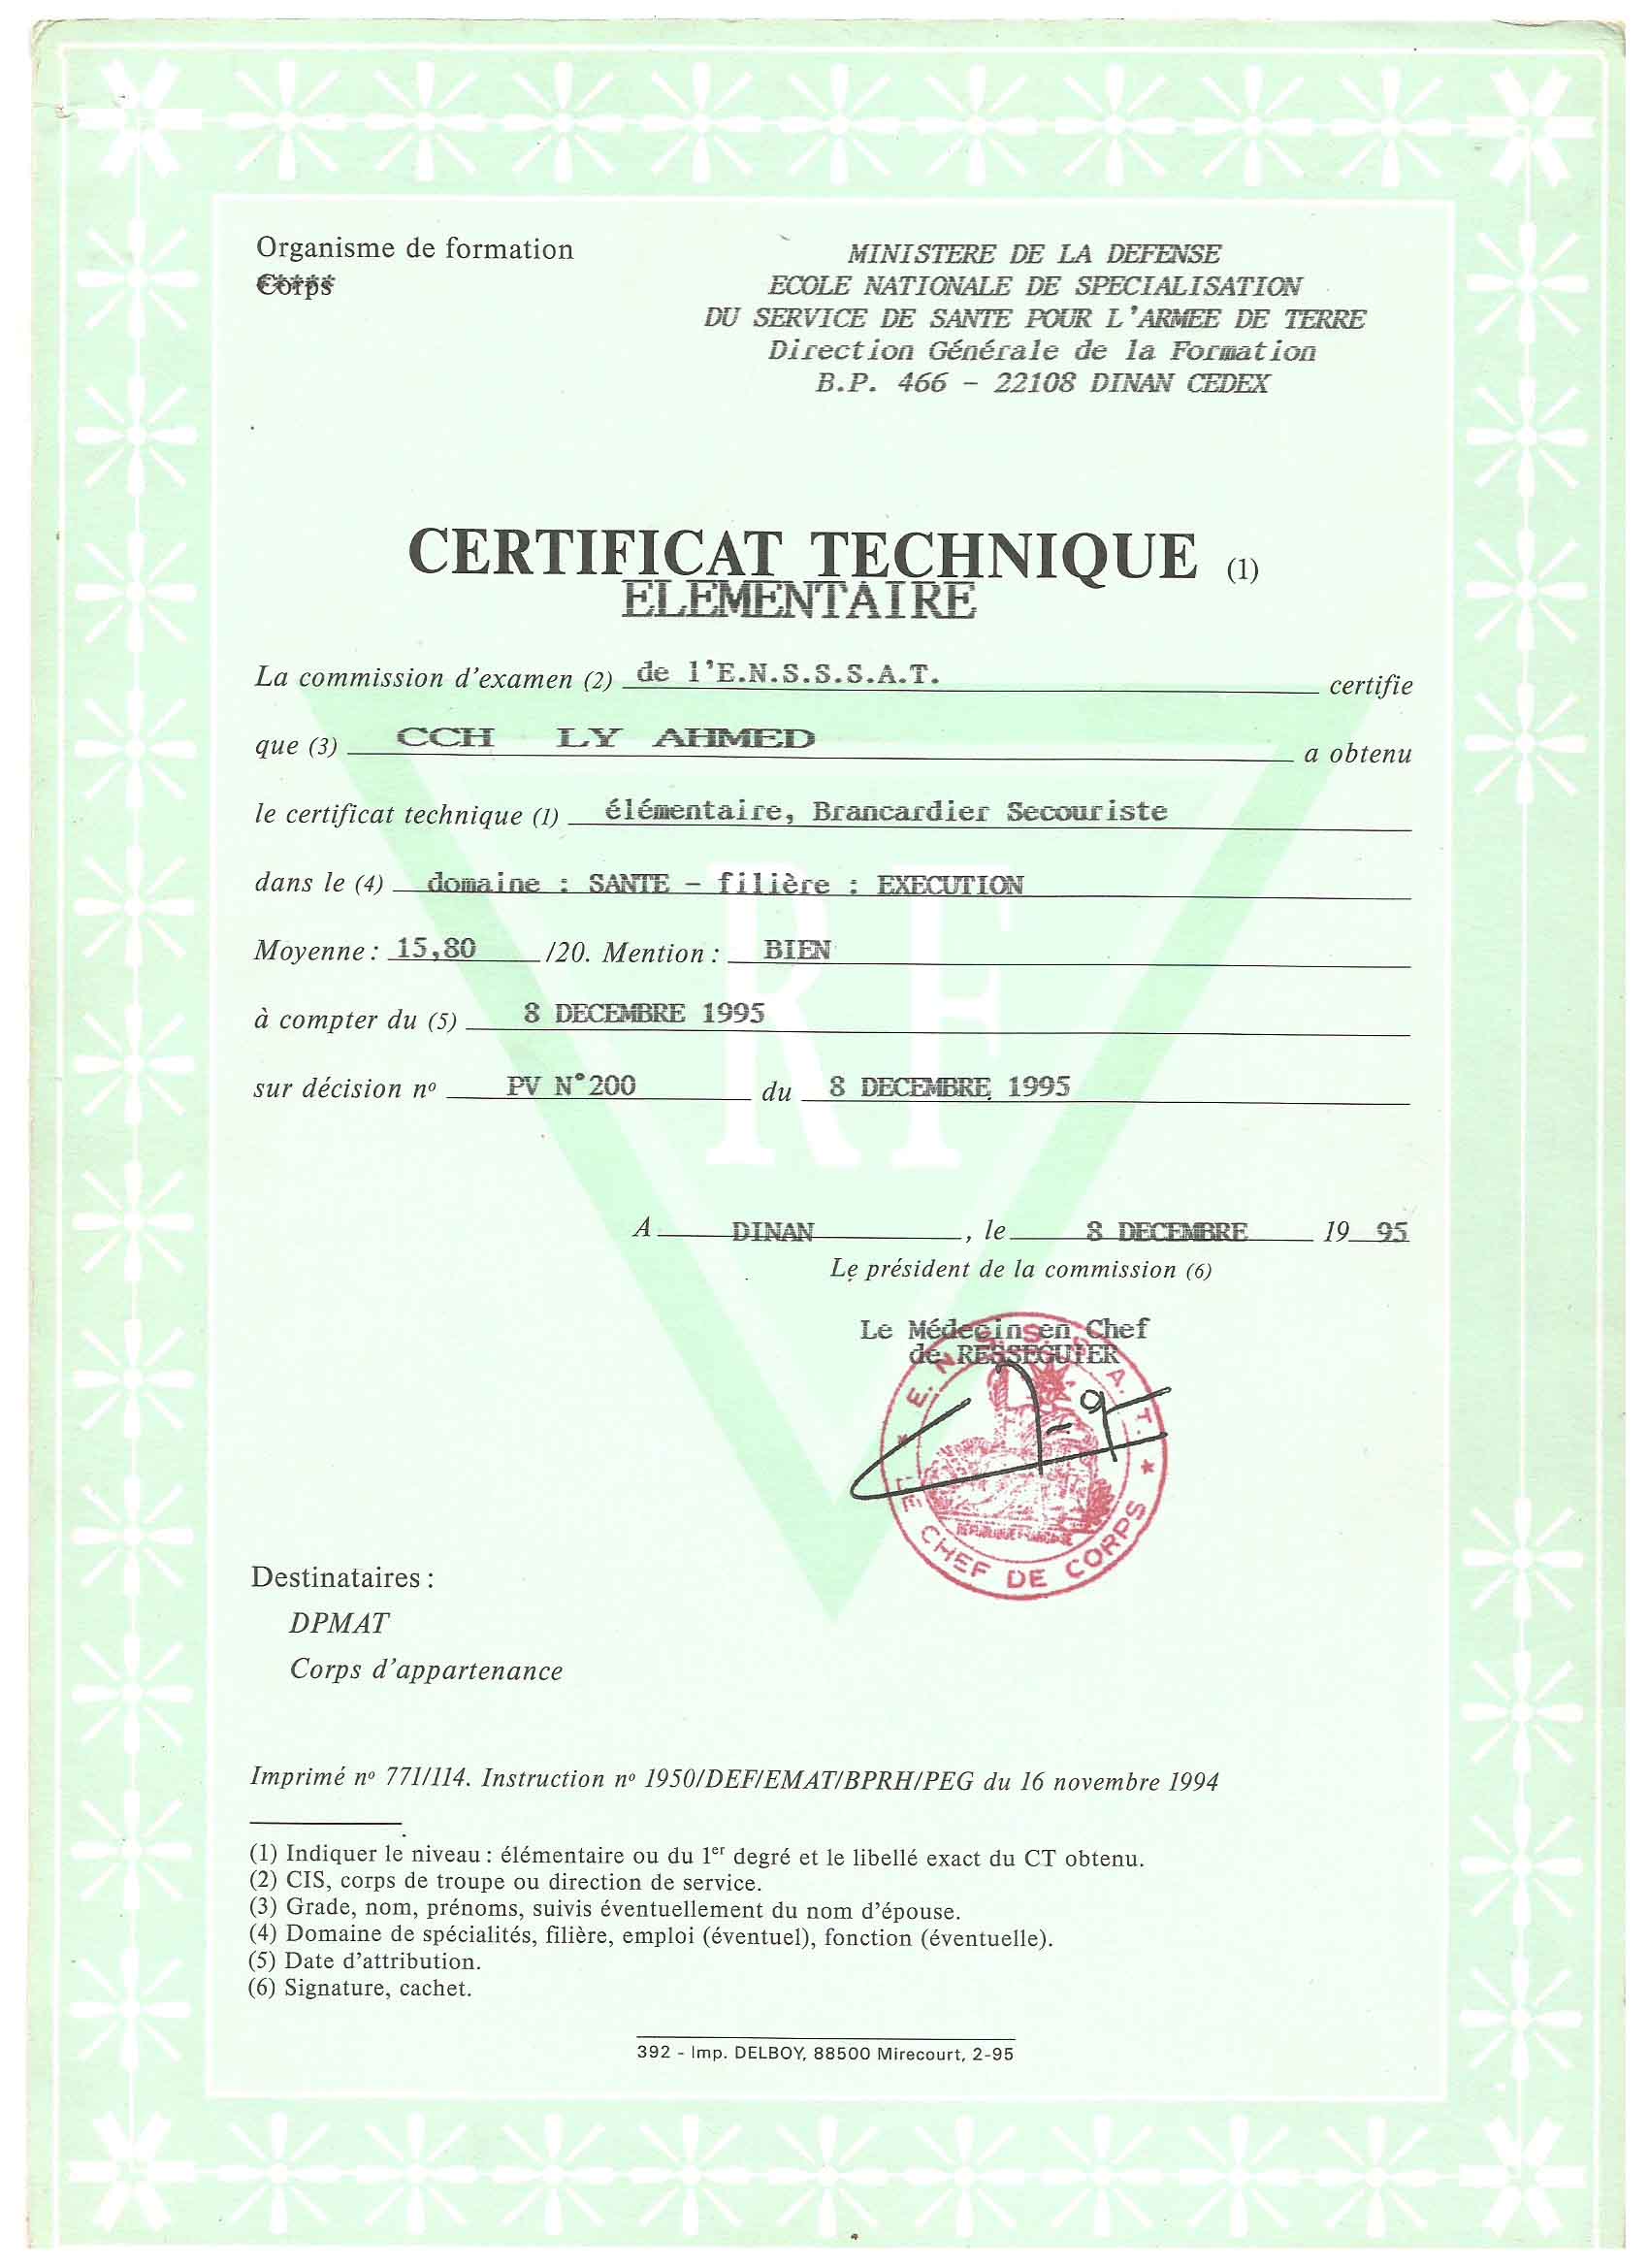 Organisme de formation
Corps
MINISTERE DE LA DEFENSE
ECOLE NATIONALE DE SPECIALISATION
DU SERVICE DE SANTE POUR L'ARMEE DE TERRE
Direction Générale de la Formation
B.P. 466 - 22108 DINAN CEDEX
CERTIFICAT TECHNIQUE (1)
ELEMENTAIRE
La commission d'examen (2) de l'E.N.S.S.S.A.T. certifie
que (3) CCH LY AHMED a obtenu
le certificat technique (1) élémentaire, Brancardier Secouriste
dans le (4) domaine : SANTE - filière : EXECUTION
Moyenne : 15,80 /20. Mention : BIEN
à compter du (5) 8 DECEMBRE 1995
sur décision nº PV N°200 du 8 DECEMBRE 1995
RF
A DINAN , le 8 DECEMBRE 19 95
Le président de la commission (6)
Le Médecin en Chef
de RESSEGUIER
E.N.S.S.S.A.T.
LE CHEF DE CORPS
REPUBLIQUE FRANÇAISE
Destinataires :
DPMAT
Corps d'appartenance
Imprimé nº 771/114. Instruction nº 1950/DEF/EMAT/BPRH/PEG du 16 novembre 1994
(1) Indiquer le niveau : élémentaire ou du 1er degré et le libellé exact du CT obtenu.
(2) CIS, corps de troupe ou direction de service.
(3) Grade, nom, prénoms, suivis éventuellement du nom d'épouse.
(4) Domaine de spécialités, filière, emploi (éventuel), fonction (éventuelle).
(5) Date d'attribution.
(6) Signature, cachet.
392 - Imp. DELBOY, 88500 Mirecourt, 2-95